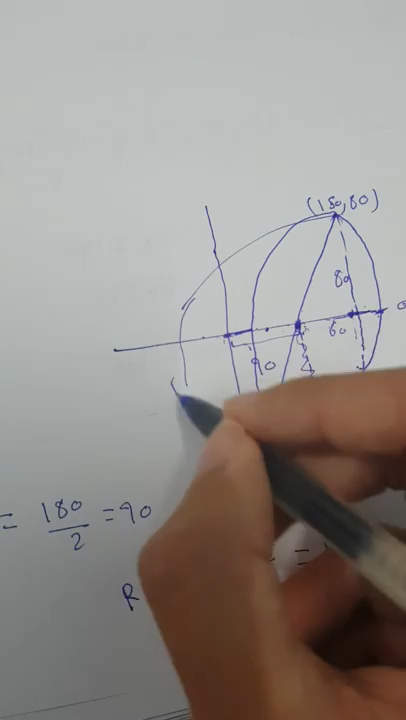 (150,80)
80
60
90
= 180/2 = 90
R
=